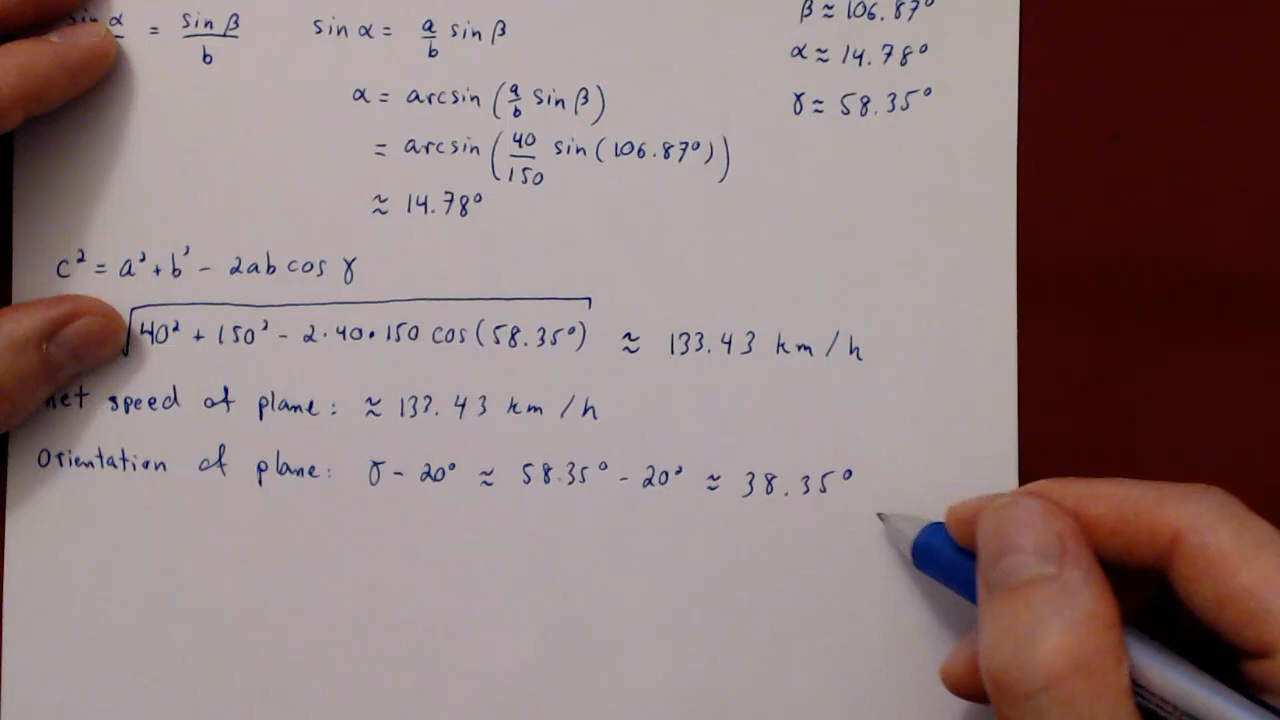 sin α = sin β / b
sin α = a/b sin β
β ≈ 106.87°
α ≈ 14.78°
γ ≈ 58.35°
α = arcsin (a/b sin β)
= arcsin (40/150 sin(106.87°))
≈ 14.78°
c² = a² + b² - 2ab cos γ
√40² + 150² - 2·40·150 cos(58.35°) ≈ 133.43 km/h
net speed of plane: ≈ 133.43 km/h
Orientation of plane: γ - 20° ≈ 58.35° - 20° ≈ 38.35°